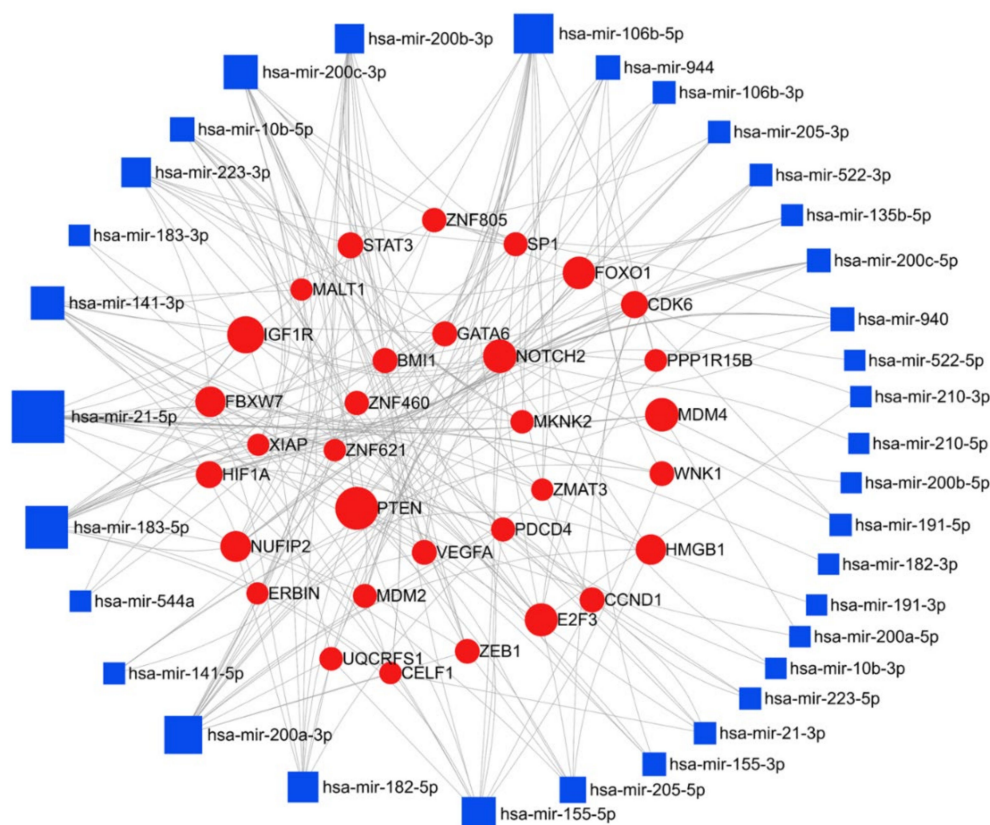 hsa-mir-106b-5p
hsa-mir-200b-3p
hsa-mir-944
hsa-mir-200c-3p
hsa-mir-106b-3p
hsa-mir-10b-5p
hsa-mir-205-3p
hsa-mir-223-3p
hsa-mir-522-3p
hsa-mir-135b-5p
ZNF805
hsa-mir-183-3p
STAT3
SP1
hsa-mir-200c-5p
FOXO1
MALT1
hsa-mir-141-3p
CDK6
hsa-mir-940
IGF1R
GATA6
BMI1
NOTCH2
PPP1R15B
hsa-mir-522-5p
hsa-mir-210-3p
FBXW7
ZNF460
hsa-mir-21-5p
MKNK2
MDM4
XIAP
ZNF621
hsa-mir-210-5p
HIF1A
WNK1
hsa-mir-200b-5p
ZMAT3
PTEN
hsa-mir-183-5p
PDCD4
hsa-mir-191-5p
NUFIP2
VEGFA
HMGB1
hsa-mir-182-3p
ERBIN
MDM2
hsa-mir-544a
CCND1
hsa-mir-191-3p
E2F3
hsa-mir-200a-5p
UQCRFS1
ZEB1
hsa-mir-141-5p
CELF1
hsa-mir-10b-3p
hsa-mir-223-5p
hsa-mir-200a-3p
hsa-mir-21-3p
hsa-mir-155-3p
hsa-mir-182-5p
hsa-mir-205-5p
hsa-mir-155-5p